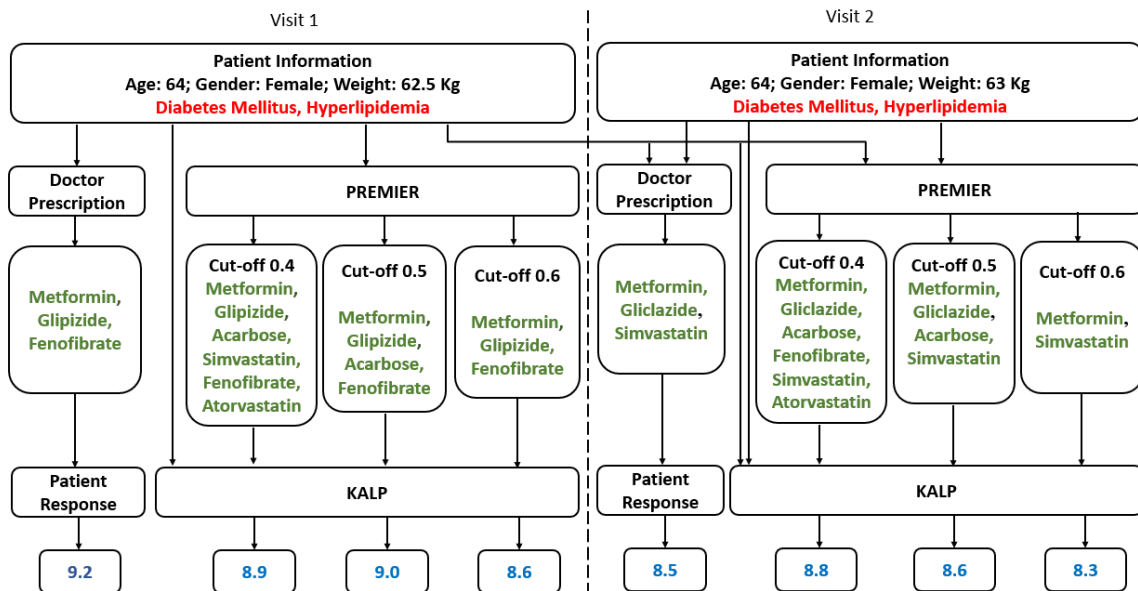 Visit 1
Patient Information
Age: 64; Gender: Female; Weight: 62.5 Kg
Diabetes Mellitus, Hyperlipidemia
Doctor
Prescription
PREMIER
Metformin,
Glipizide,
Fenofibrate
Cut-off 0.4
Metformin,
Glipizide,
Acarbose,
Simvastatin,
Fenofibrate,
Atorvastatin
Cut-off 0.5
Metformin,
Glipizide,
Acarbose,
Fenofibrate
Cut-off 0.6
Metformin,
Glipizide,
Fenofibrate
Patient
Response
KALP
9.2
8.9
9.0
8.6
Visit 2
Patient Information
Age: 64; Gender: Female; Weight: 63 Kg
Diabetes Mellitus, Hyperlipidemia
Doctor
Prescription
PREMIER
Metformin,
Gliclazide,
Simvastatin
Cut-off 0.4
Metformin,
Gliclazide,
Acarbose,
Fenofibrate,
Simvastatin,
Atorvastatin
Cut-off 0.5
Metformin,
Gliclazide,
Acarbose,
Simvastatin
Cut-off 0.6
Metformin,
Simvastatin
Patient
Response
KALP
8.5
8.8
8.6
8.3